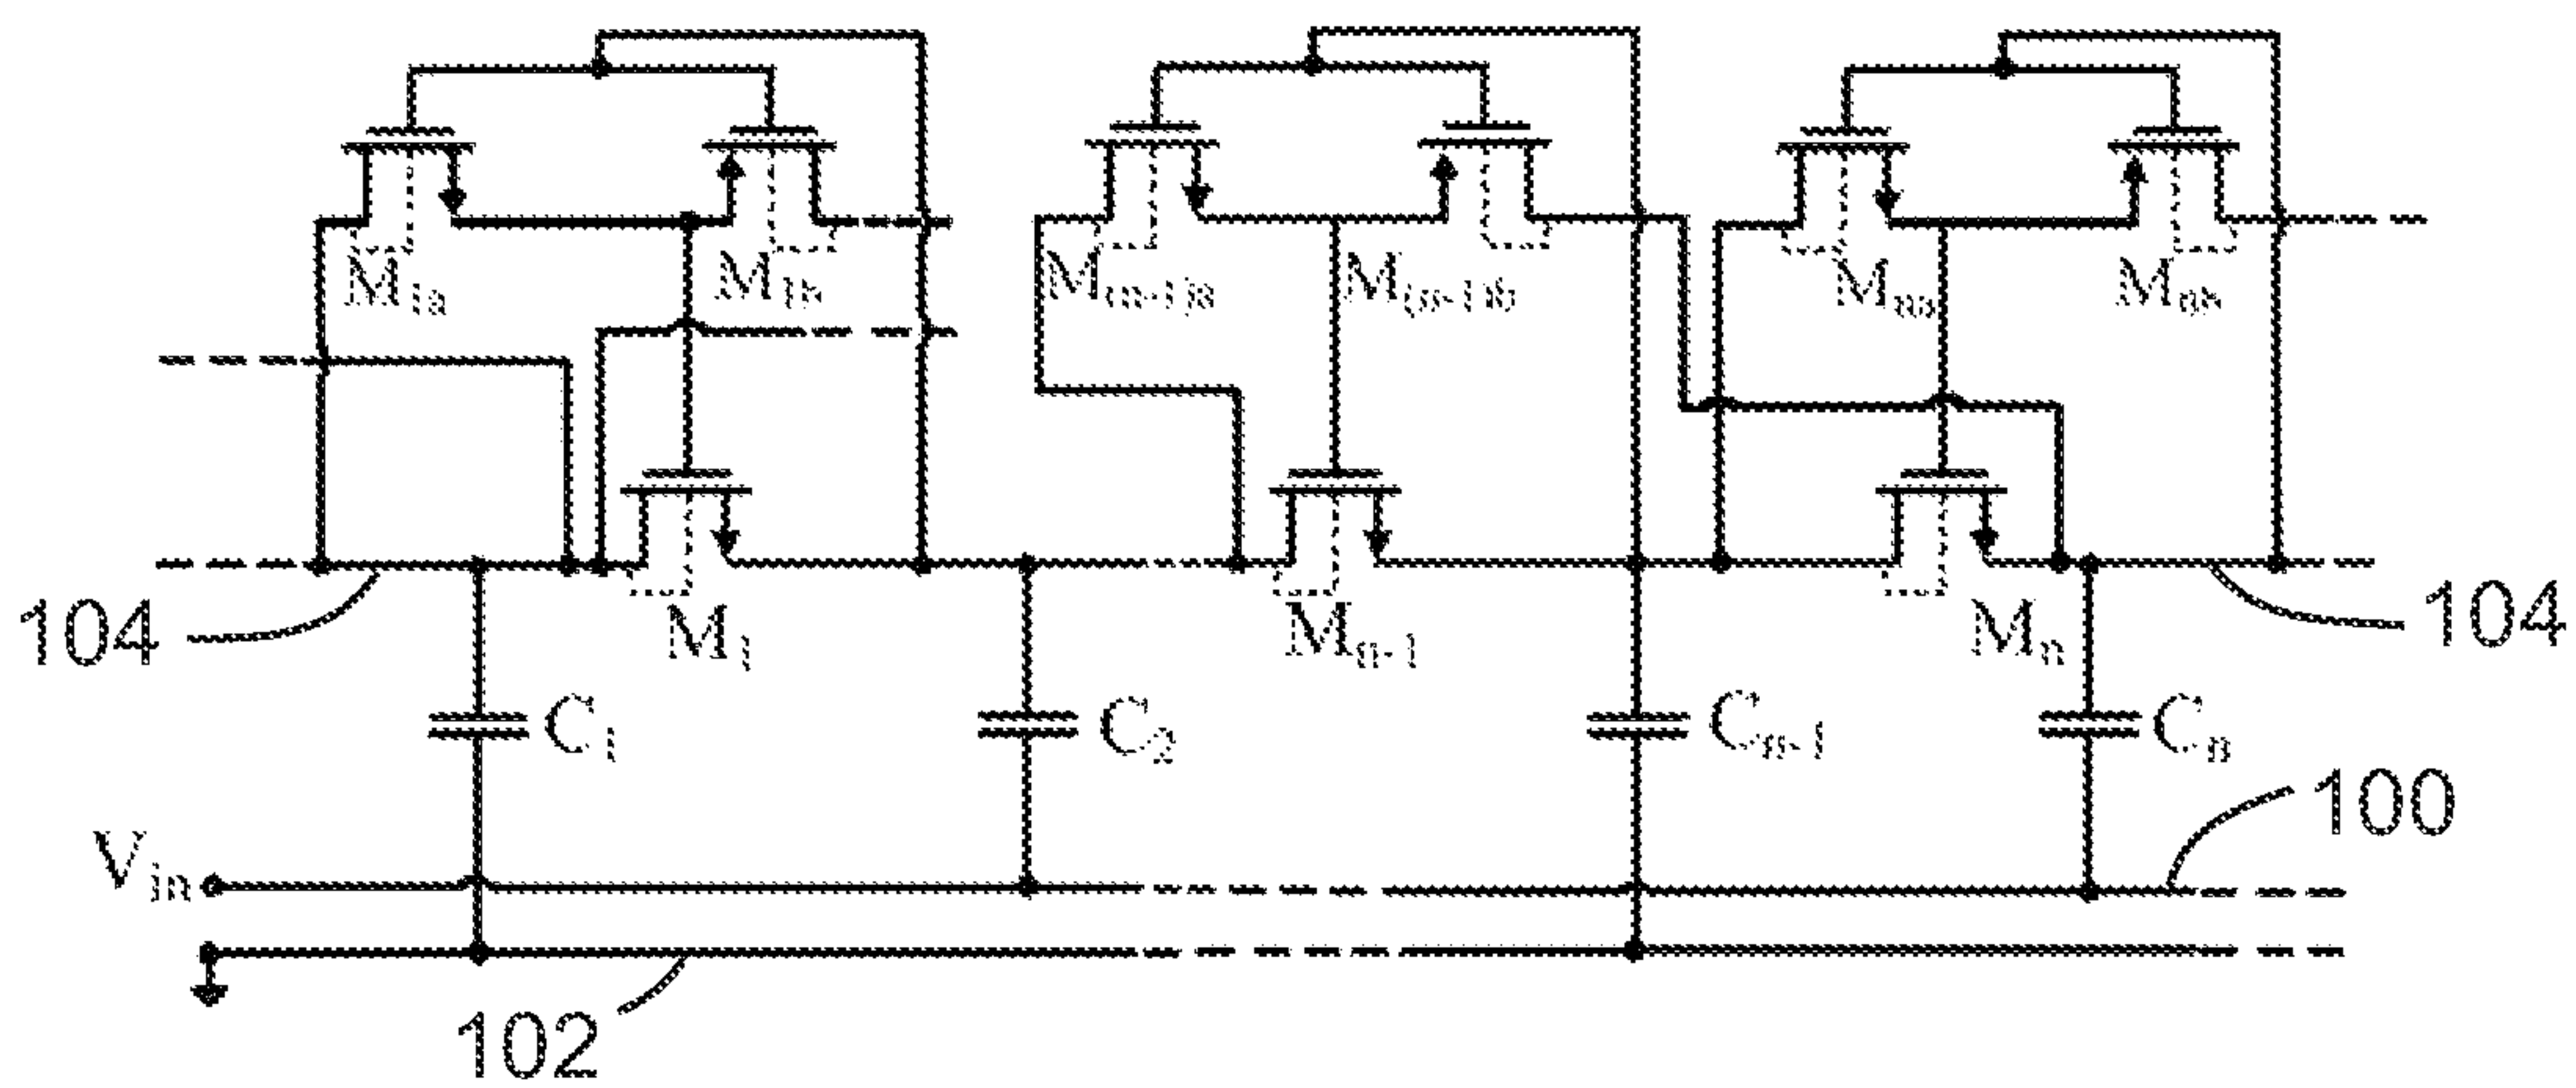 M1a M1b M(n-1)a M(n-1)b Mna Mnb
104 M1 Mn-1 Mn 104
C1 C2 Cn-1 Cn
Vin 100
102